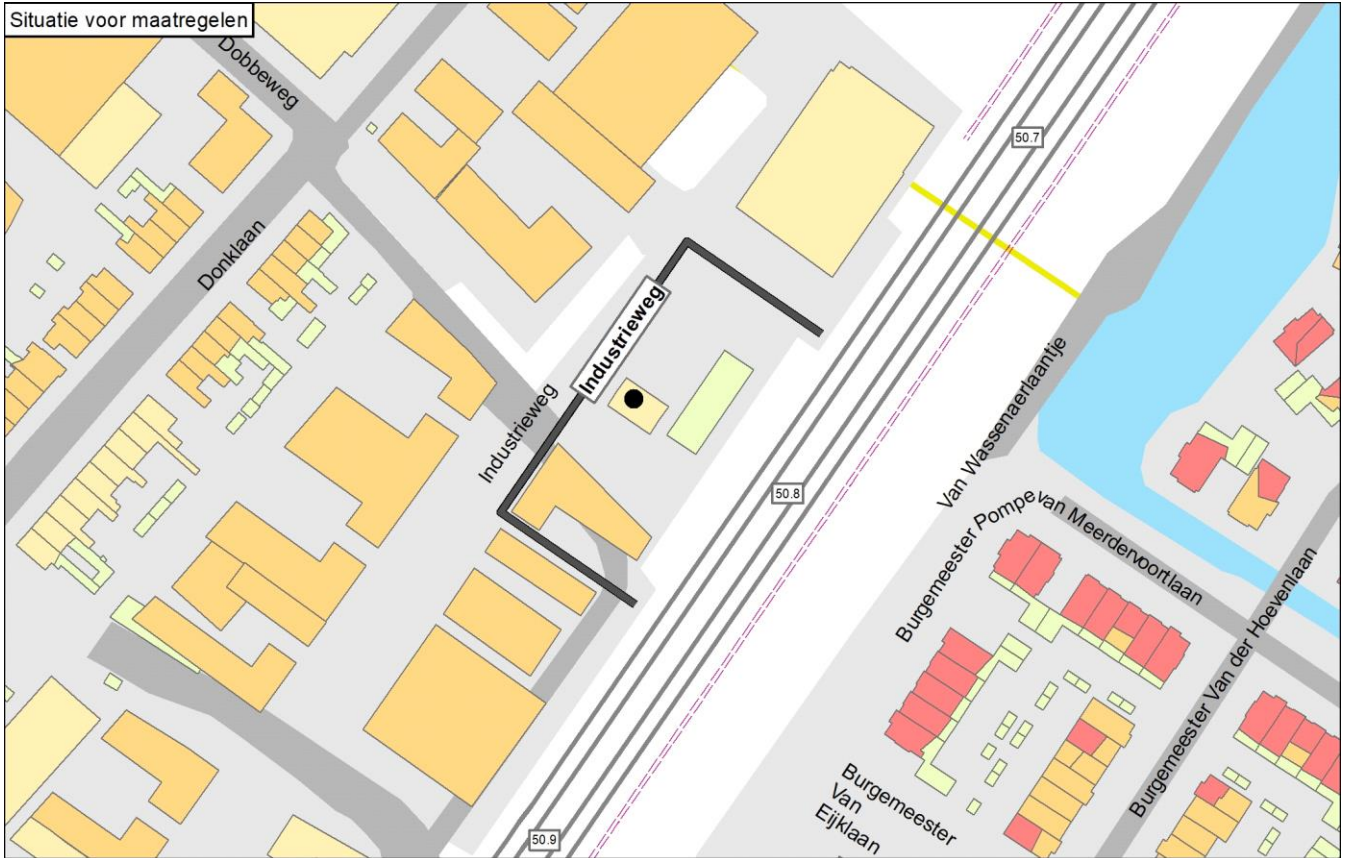 Situatie voor maatregelen
Dobbeweg
50.7
Donklaan
Industrieweg
Industrieweg
Van Wassenaerlaantje
50.8
Burgemeester Pompe van Meerdervoortlaan
Burgemeester Van der Hoevenlaan
Burgemeester
Van
Eijklaan
50.9